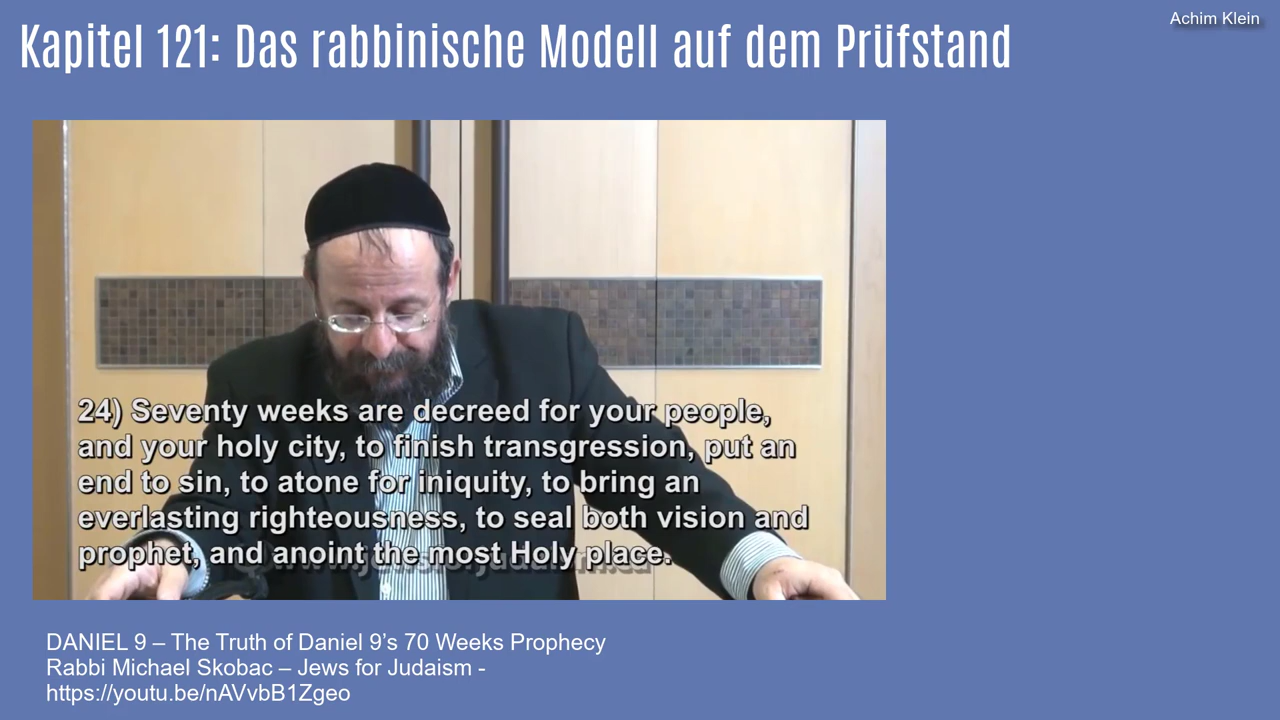 Achim Klein
Kapitel 121: Das rabbinische Modell auf dem Prüfstand
24) Seventy weeks are decreed for your people,
and your holy city, to finish transgression, put an
end to sin, to atone for iniquity, to bring an
everlasting righteousness, to seal both vision and
prophet, and anoint the most Holy place.
DANIEL 9 – The Truth of Daniel 9’s 70 Weeks Prophecy
Rabbi Michael Skobac – Jews for Judaism -
https://youtu.be/nAVvbB1Zgeo